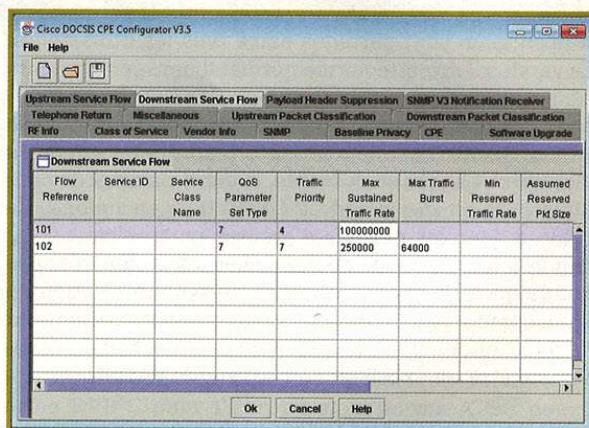 Cisco DOCSIS CPE Configurator V3.5
File Help
Upstream Service Flow Downstream Service Flow Payload Header Suppression SNMP V3 Notification Receiver
Telephone Return Miscellaneous Upstream Packet Classification Downstream Packet Classification
RF Info Class of Service Vendor Info SNMP Baseline Privacy CPE Software Upgrade
Downstream Service Flow
Flow Reference Service ID Service Class Name QoS Parameter Set Type Traffic Priority Max Sustained Traffic Rate Max Traffic Burst Min Reserved Traffic Rate Assumed Reserved Pkt Size
101 7 4 100000000
102 7 7 250000 64000
Ok Cancel Help